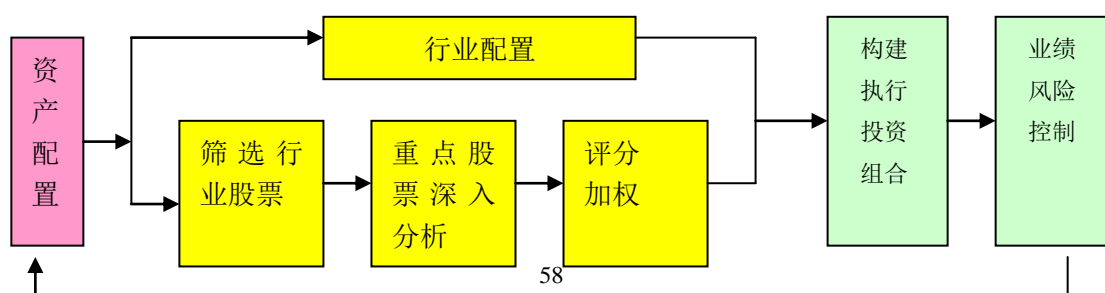 资
产
配
置
行业配置
筛选行
业股票
重点股
票深入
分析
评分
加权
构建
执行
投资
组合
业绩
风险
控制
58